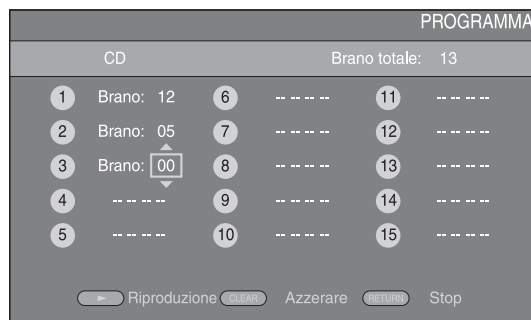 PROGRAMMA
CD Brano totale: 13
1 Brano: 12 6 -- -- -- -- 11 -- -- -- --
2 Brano: 05 7 -- -- -- -- 12 -- -- -- --
3 Brano: 00 8 -- -- -- -- 13 -- -- -- --
4 -- -- -- -- 9 -- -- -- -- 14 -- -- -- --
5 -- -- -- -- 10 -- -- -- -- 15 -- -- -- --
Riproduzione CLEAR Azzerare RETURN Stop